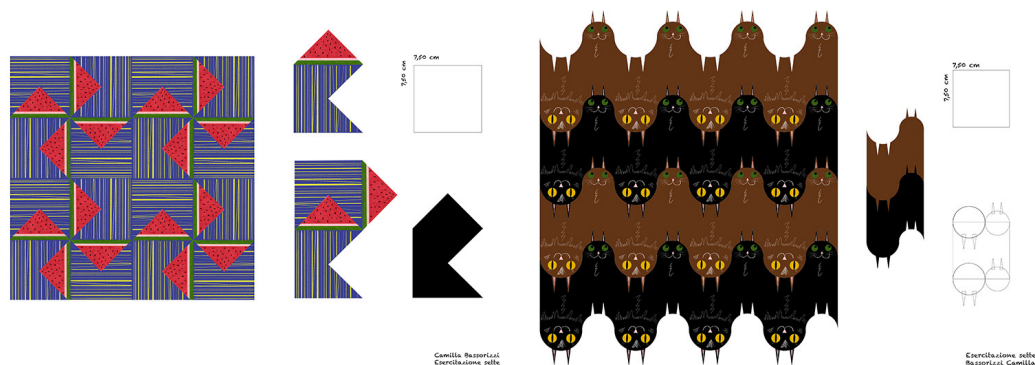 7,50 cm
7,50 cm
Camilla Bassorizzi
Esercitazione sette
7,50 cm
7,50 cm
Esercitazione sette
Bassorizzi Camilla